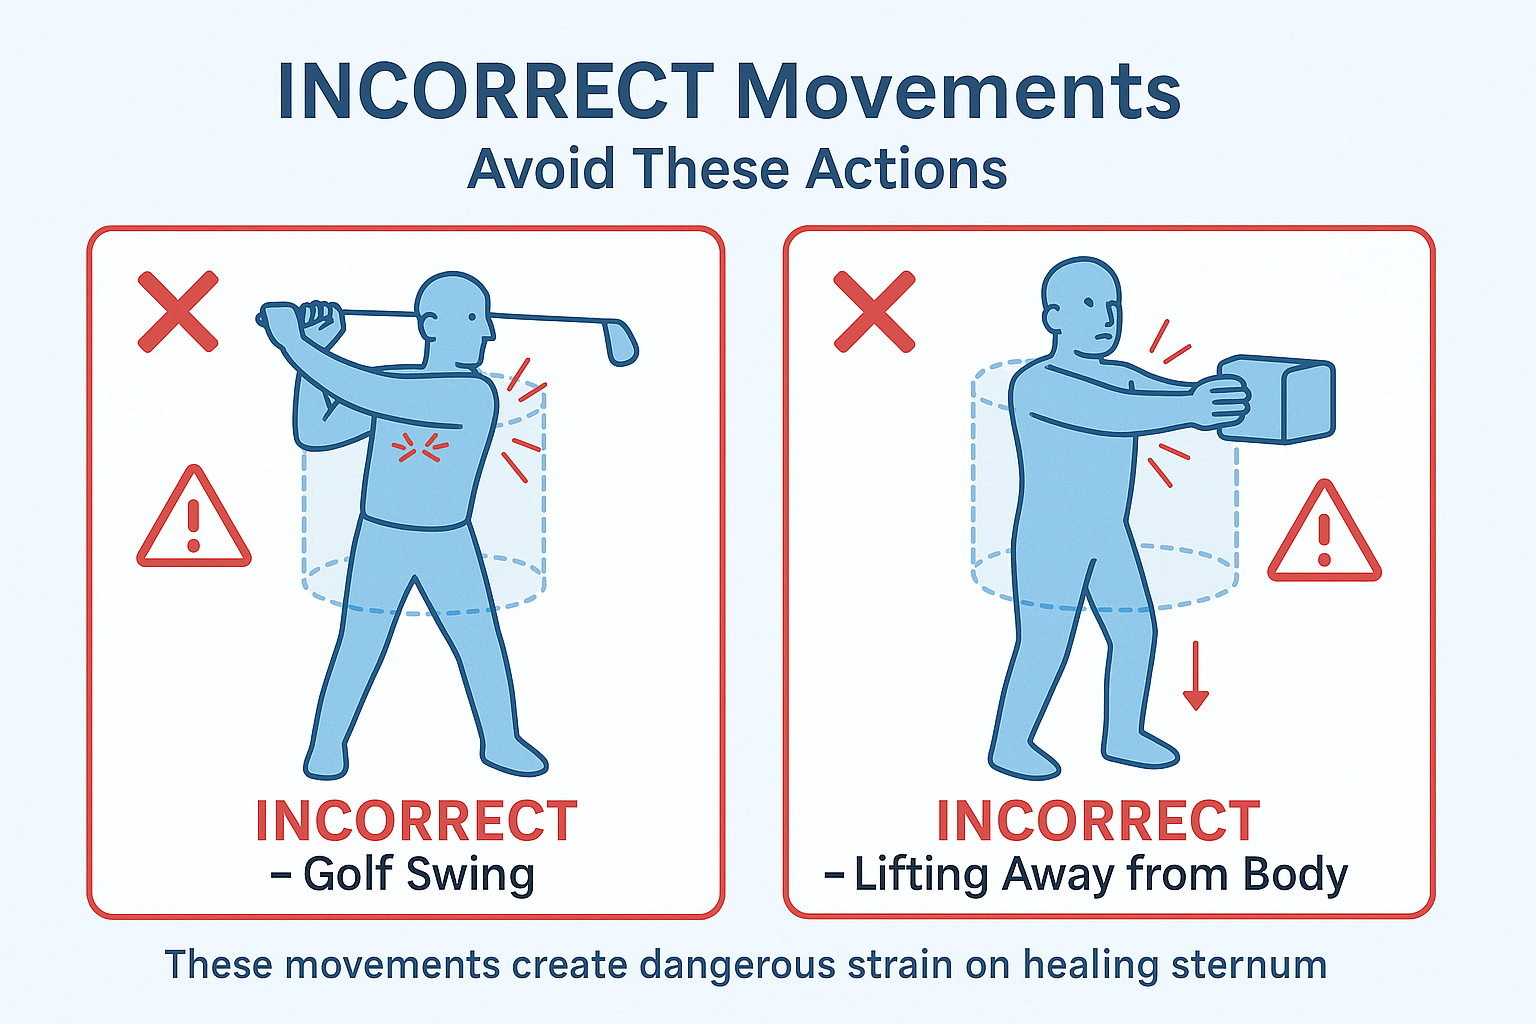 INCORRECT Movements
Avoid These Actions
INCORRECT
– Golf Swing
INCORRECT
– Lifting Away from Body
These movements create dangerous strain on healing sternum